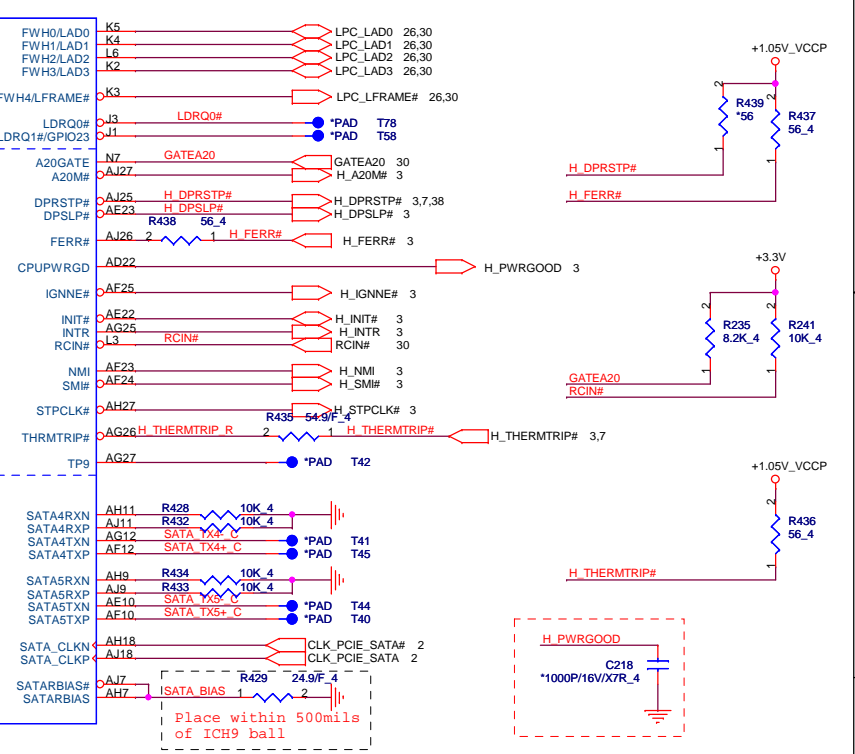 FWH0/LAD0 K5 LPC_LAD0 26,30
FWH1/LAD1 K4 LPC_LAD1 26,30
FWH2/LAD2 L6 LPC_LAD2 26,30
FWH3/LAD3 K2 LPC_LAD3 26,30
FWH4/LFRAME# K3 LPC_LFRAME# 26,30
LDRQ0# J3 LDRQ0# *PAD T78
LDRQ1#/GPIO23 J1 *PAD T58
A20GATE N7 GATEA20 GATEA20 30
A20M# AJ27 H_A20M# 3
DPRSTP# AJ25 H_DPRSTP# H_DPRSTP# 3,7,38
DPSLP# AE23 H_DPSLP# H_DPSLP# 3
R438 56_4
FERR# AJ26 2 1 H_FERR# H_FERR# 3
CPUPWRGD AD22 H_PWRGOOD 3
IGNNE# AF25 H_IGNNE# 3
INIT# AE22 H_INIT# 3
INTR AG25 H_INTR 3
RCIN# L3 RCIN# RCIN# 30
NMI AF23 H_NMI 3
SMI# AF24 H_SMI# 3
STPCLK# AH27 H_STPCLK# 3
R435 54.9/F_4
THRMTRIP# AG26 H_THERMTRIP_R 2 1 H_THERMTRIP# H_THERMTRIP# 3,7
TP9 AG27 *PAD T42
SATA4RXN AH11 R428 10K_4
SATA4RXP AJ11 R432 10K_4
SATA4TXN AG12 SATA_TX4-_C *PAD T41
SATA4TXP AF12 SATA_TX4+_C *PAD T45
SATA5RXN AH9 R434 10K_4
SATA5RXP AJ9 R433 10K_4
SATA5TXN AE10 SATA_TX5-_C *PAD T44
SATA5TXP AF10 SATA_TX5+_C *PAD T40
SATA_CLKN AH18 CLK_PCIE_SATA# 2
SATA_CLKP AJ18 CLK_PCIE_SATA 2
SATARBIAS# AJ7 R429 24.9/F_4
SATARBIAS AH7 SATA_BIAS 1 2
Place within 500mils
of ICH9 ball
+1.05V_VCCP
2 2
R439 R437
*56 56_4
1 1
H_DPRSTP#
H_FERR#
+3.3V
2 2
R235 R241
8.2K_4 10K_4
1 1
GATEA20
RCIN#
+1.05V_VCCP
2
R436
56_4
1
H_THERMTRIP#
H_PWRGOOD
C218
*1000P/16V/X7R_4